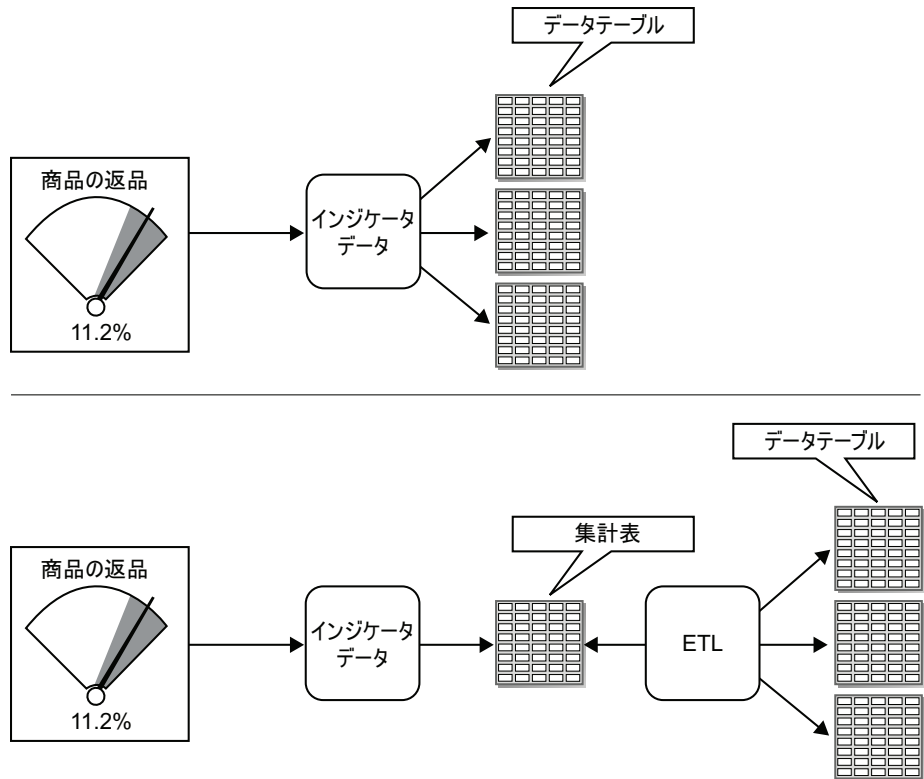 データテーブル
商品の返品
インジケータ
データ
11.2%
データテーブル
集計表
商品の返品
インジケータ
データ
ETL
11.2%